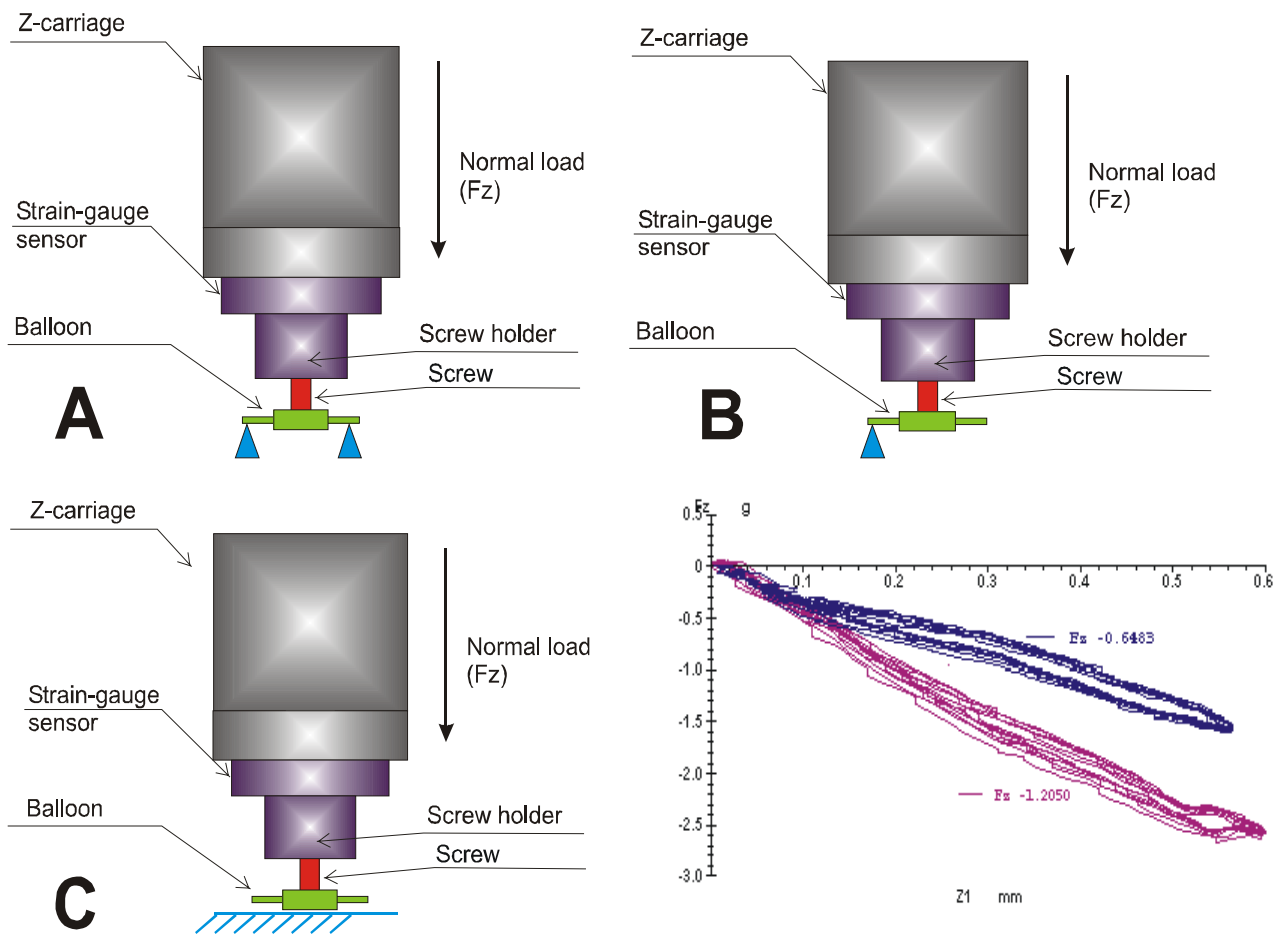 Z-carriage
Normal load
(Fz)
Strain-gauge
sensor
Balloon
Screw holder
Screw
A
Z-carriage
Normal load
(Fz)
Strain-gauge
sensor
Balloon
Screw holder
Screw
B
Z-carriage
Normal load
(Fz)
Strain-gauge
sensor
Balloon
Screw holder
Screw
C
Fz g
0.5
0
0.1 0.2 0.3 0.4 0.5 0.6
-0.5
Fz -0.6483
-1.0
-1.5
-2.0
Fz -1.2050
-2.5
-3.0
Z1 mm